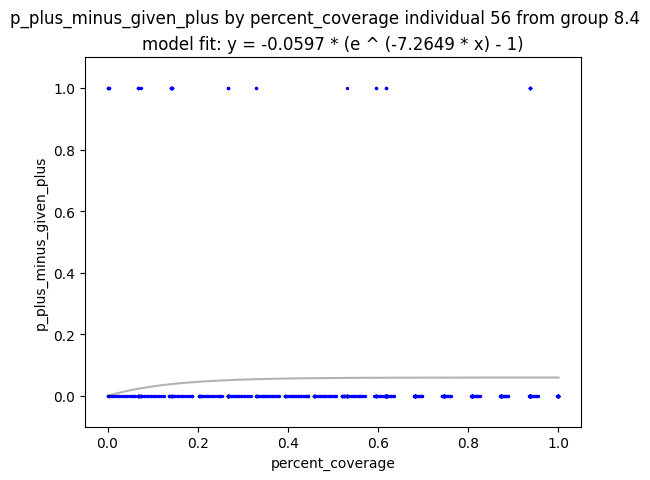 p_plus_minus_given_plus by percent_coverage individual 56 from group 8.4
model fit: y = -0.0597 * (e ^ (-7.2649 * x) - 1)
1.0
0.8
0.6
0.4
0.2
0.0
p_plus_minus_given_plus
0.0 0.2 0.4 0.6 0.8 1.0
percent_coverage